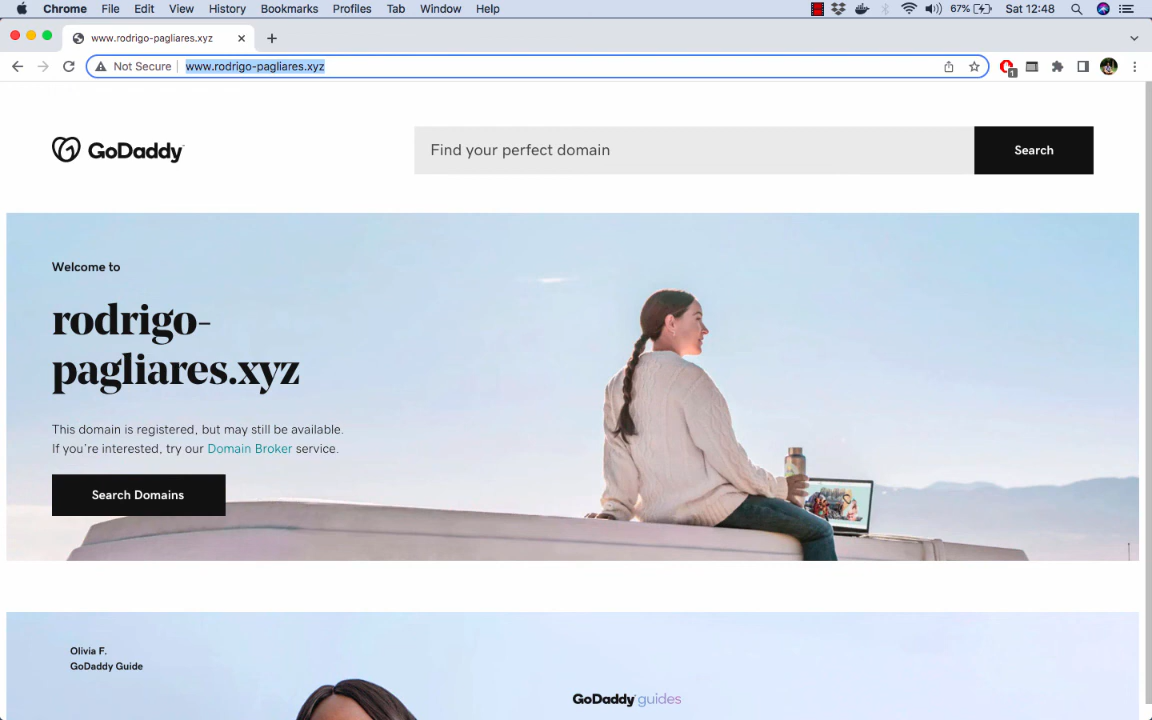 Chrome File Edit View History Bookmarks Profiles Tab Window Help 67% Sat 12:48
www.rodrigo-pagliares.xyz
Not Secure www.rodrigo-pagliares.xyz
1
GoDaddy
Find your perfect domain
Search
Welcome to
rodrigo-
pagliares.xyz
This domain is registered, but may still be available.
If you're interested, try our Domain Broker service.
Search Domains
Olivia F.
GoDaddy Guide
GoDaddy guides